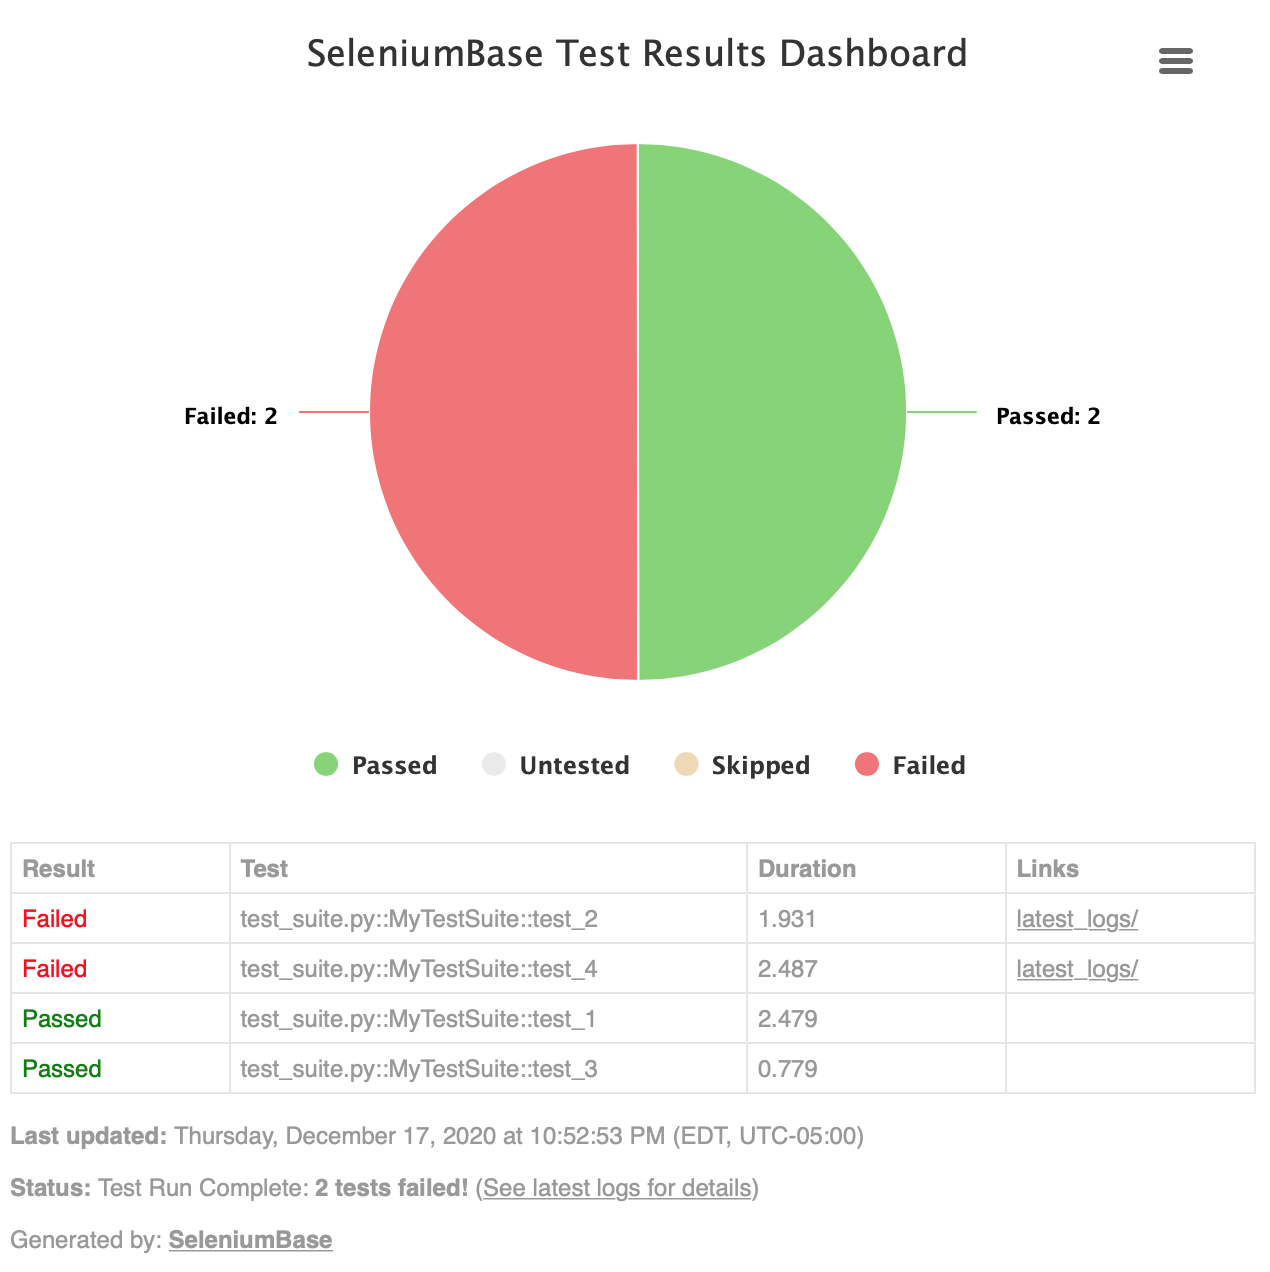 SeleniumBase Test Results Dashboard
Failed: 2
Passed: 2
Passed Untested Skipped Failed
Result Test Duration Links
Failed test_suite.py::MyTestSuite::test_2 1.931 latest_logs/
Failed test_suite.py::MyTestSuite::test_4 2.487 latest_logs/
Passed test_suite.py::MyTestSuite::test_1 2.479
Passed test_suite.py::MyTestSuite::test_3 0.779
Last updated: Thursday, December 17, 2020 at 10:52:53 PM (EDT, UTC-05:00)
Status: Test Run Complete: 2 tests failed! (See latest logs for details)
Generated by: SeleniumBase